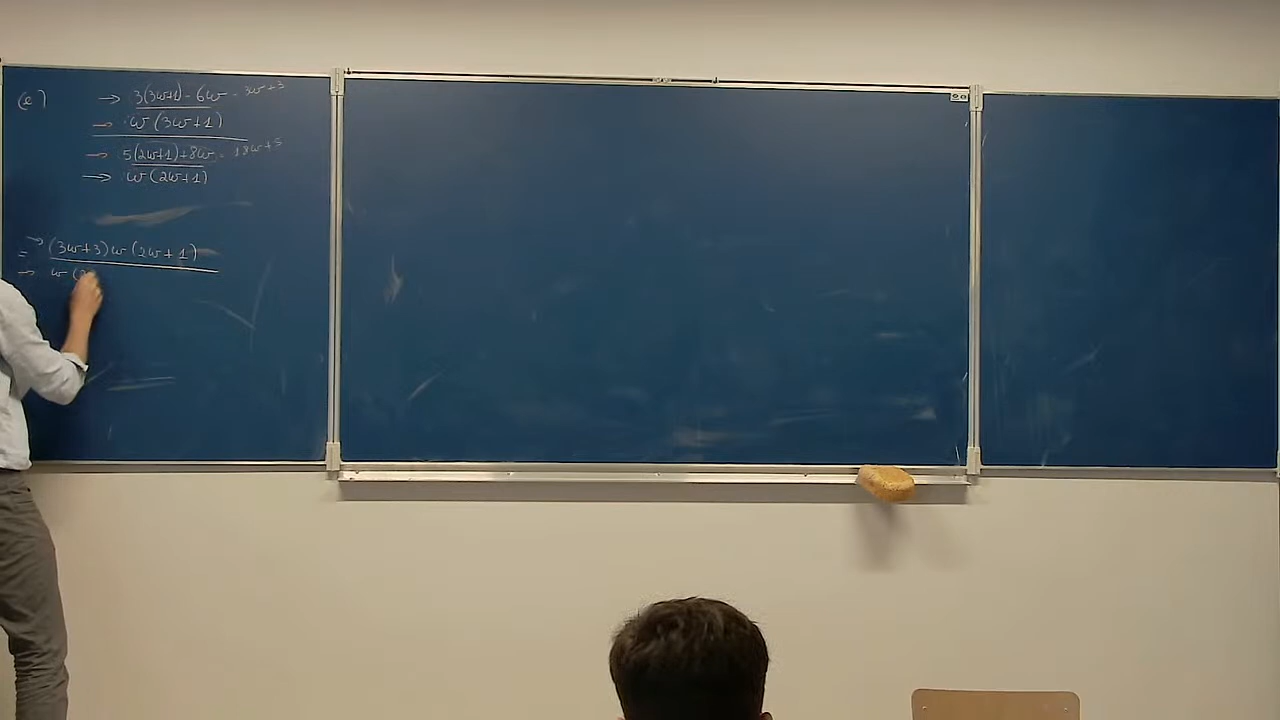 (e) → 3(3w+1) - 6w = 3w+3
→ w (3w+1)
→ 5(2w+1)+8w = 18w+5
→ w (2w+1)
= → (3w+3) w (2w+1)
→ w (3